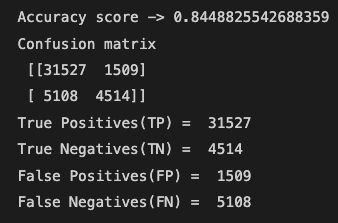 Accuracy score -> 0.8448825542688359
Confusion matrix
[[31527  1509]
[ 5108  4514]]
True Positives(TP) =  31527
True Negatives(TN) =  4514
False Positives(FP) =  1509
False Negatives(FN) =  5108